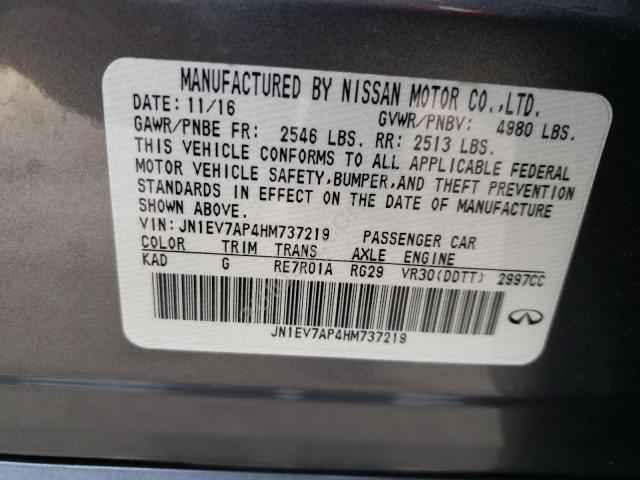 MANUFACTURED BY NISSAN MOTOR CO.,LTD.
DATE: 11/16 GVWR/PNBV: 4980 LBS.
GAWR/PNBE FR: 2546 LBS. RR: 2513 LBS.
THIS VEHICLE CONFORMS TO ALL APPLICABLE FEDERAL
MOTOR VEHICLE SAFETY,BUMPER,AND THEFT PREVENTION
STANDARDS IN EFFECT ON THE DATE OF MANUFACTURE
SHOWN ABOVE.
VIN: JN1EV7AP4HM737219 PASSENGER CAR
COLOR TRIM TRANS AXLE ENGINE
KAD G RE7R01A RG29 VR30(DDTT) 2997CC
JN1EV7AP4HM737219